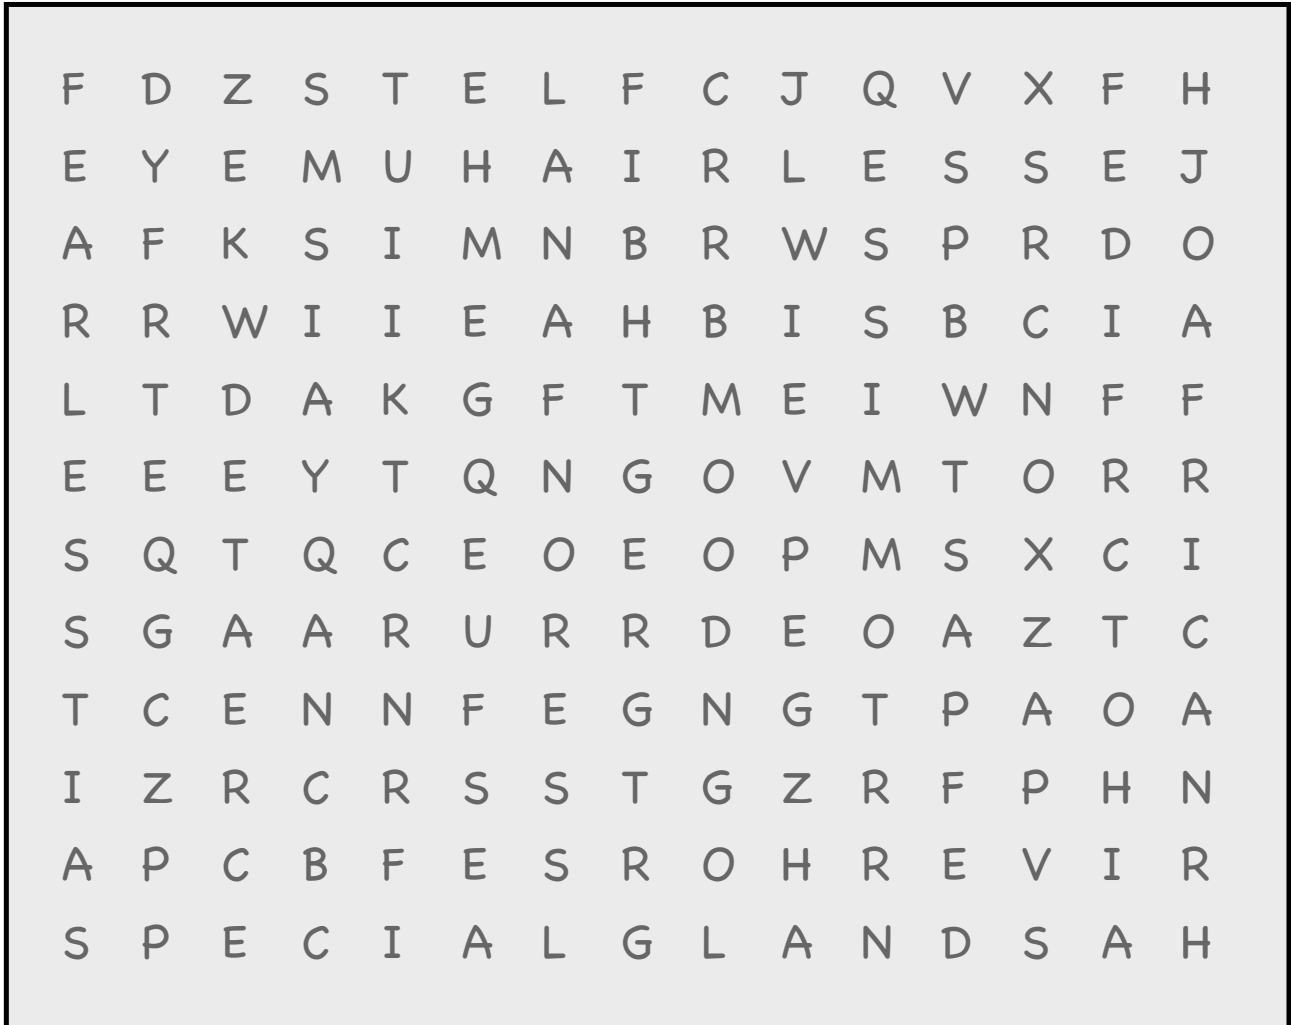 F D Z S T E L F C J Q V X F H
E Y E M U H A I R L E S S E J
A F K S I M N B R W S P R D O
R R W I I E A H B I S B C I A
L T D A K G F T M E I W N F F
E E E Y T Q N G O V M T O R R
S Q T Q C E O E O P M S X C I
S G A A R U R R D E O A Z T C
T C E N N F E G N G T P A O A
I Z R C R S S T G Z R F P H N
A P C B F E S R O H R E V I R
S P E C I A L G L A N D S A H